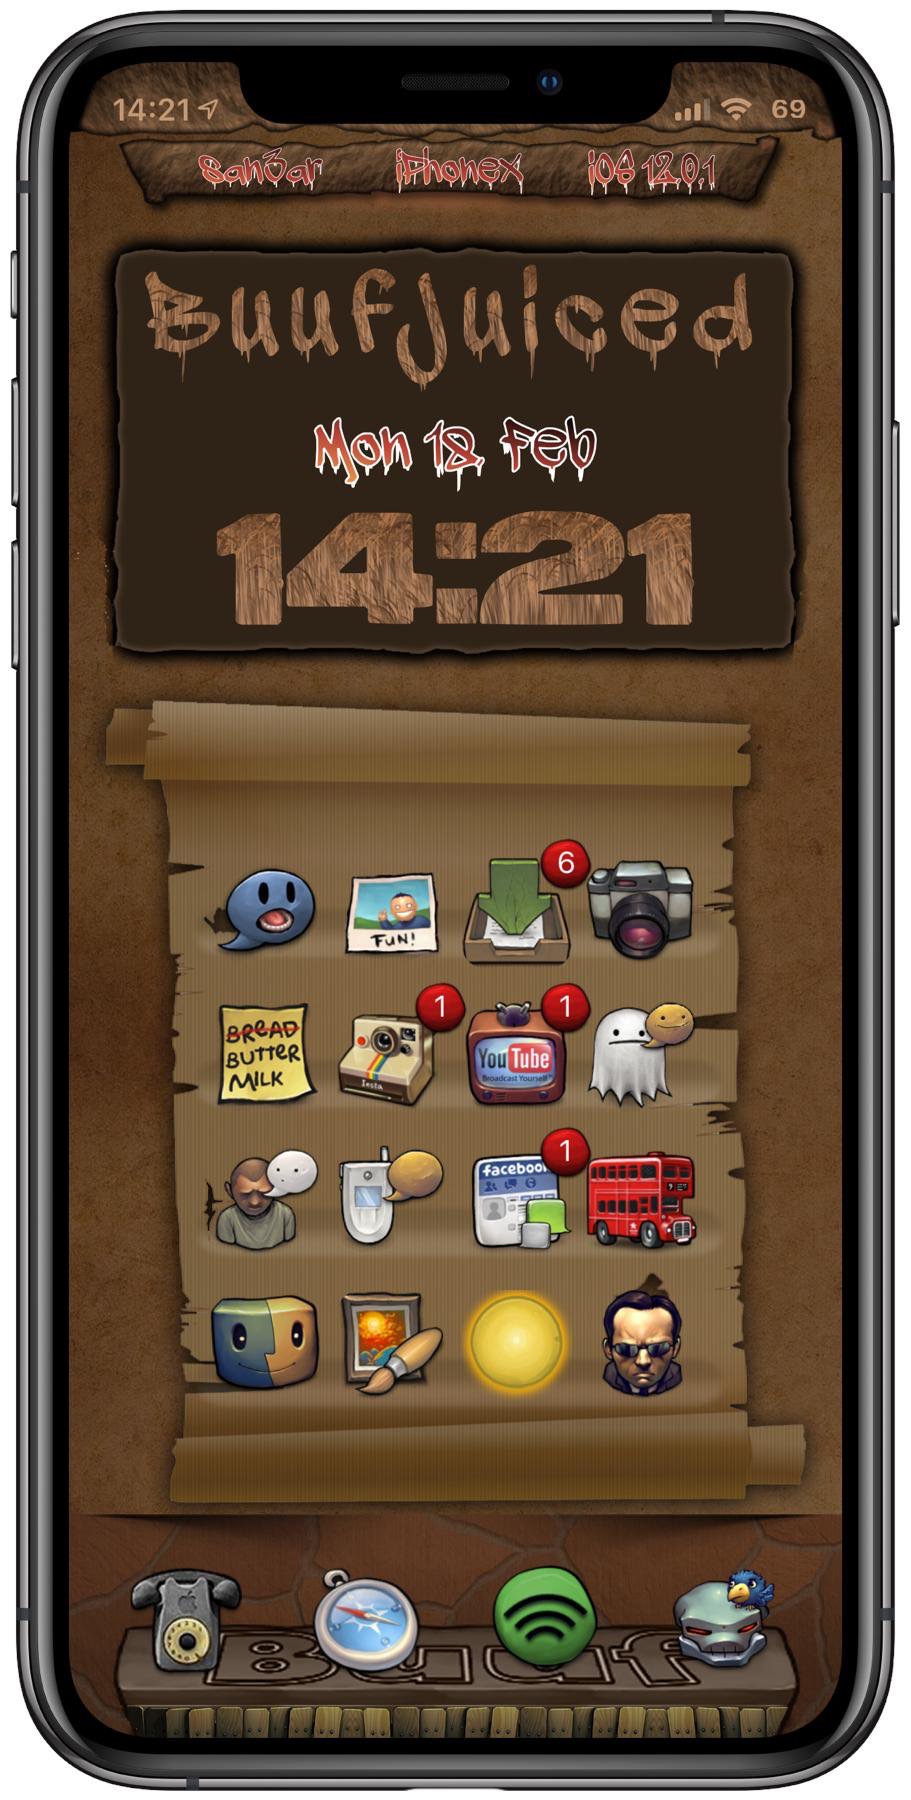 14:21
69
San3ar iPhoneX iOS 12.0.1
BuufJuiced
Mon 18, Feb
14:21
6
FUN!
1
1
BREAD
BUTTER
MILK
Insta
YouTube
Broadcast Yourself™
1
facebook
Buuf